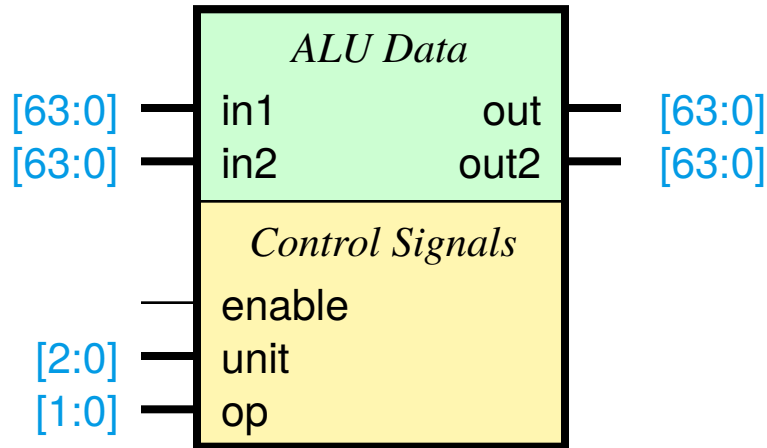 ALU Data
[63:0] in1 out [63:0]
[63:0] in2 out2 [63:0]
Control Signals
enable
[2:0] unit
[1:0] op